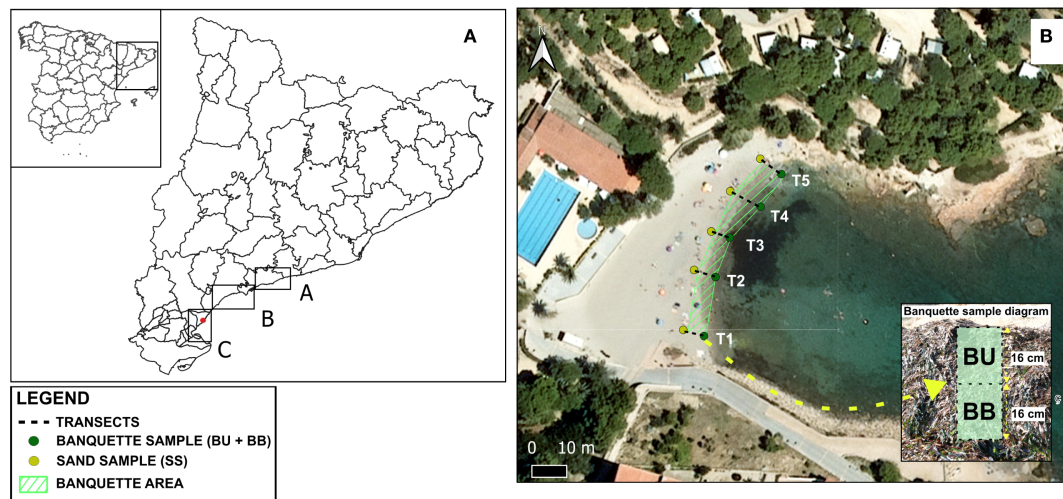 A
A
B
C
LEGEND
TRANSECTS
BANQUETTE SAMPLE (BU + BB)
SAND SAMPLE (SS)
BANQUETTE AREA
B
N
T5
T4
T3
T2
T1
0 10 m
Banquette sample diagram
BU
16 cm
BB
16 cm